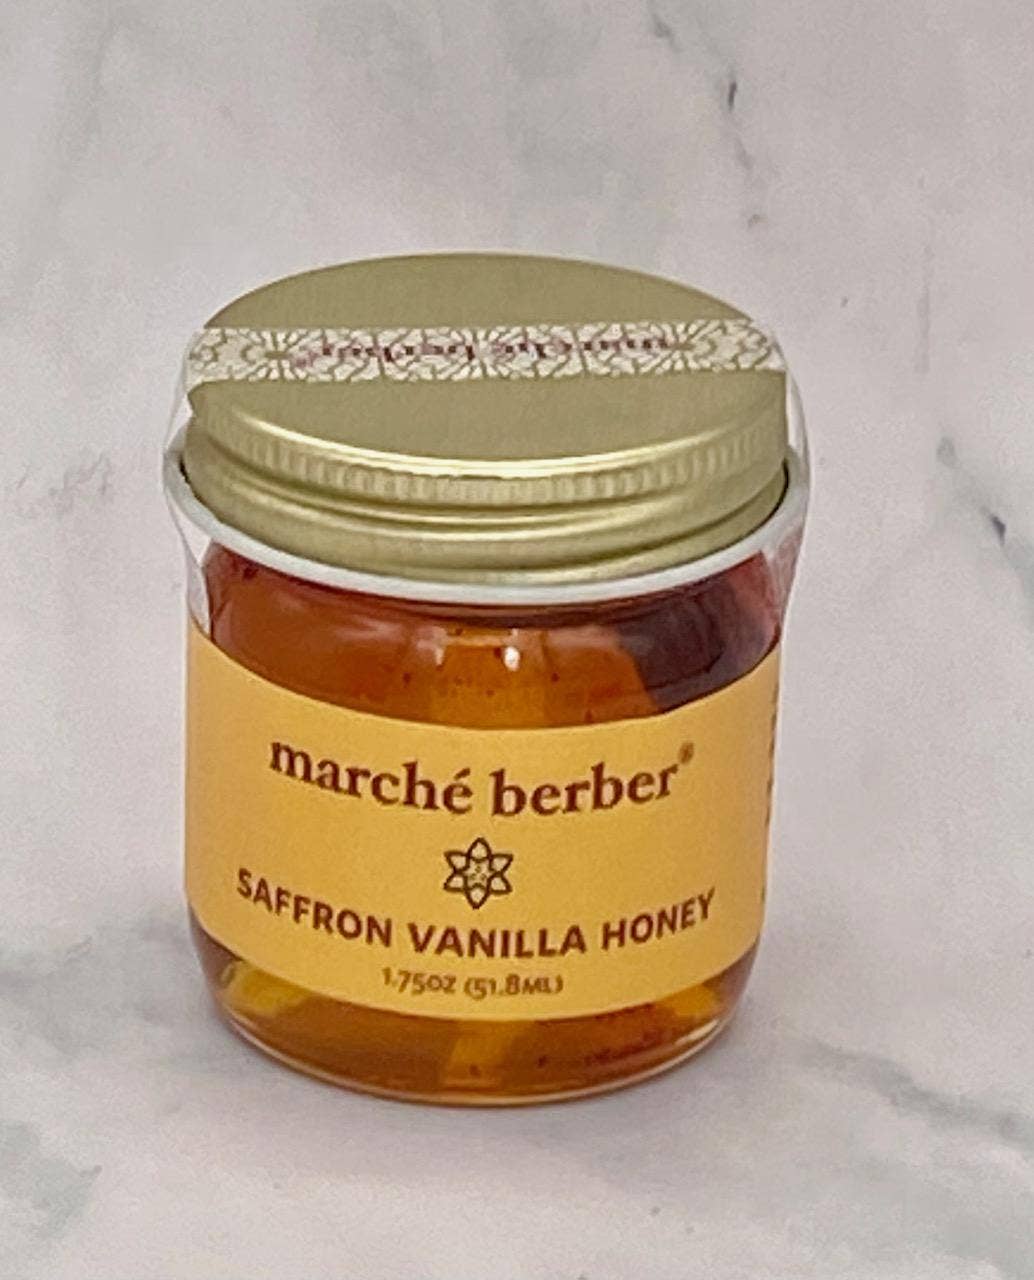 marché berber®
SAFFRON VANILLA HONEY
1.75OZ (51.8ML)